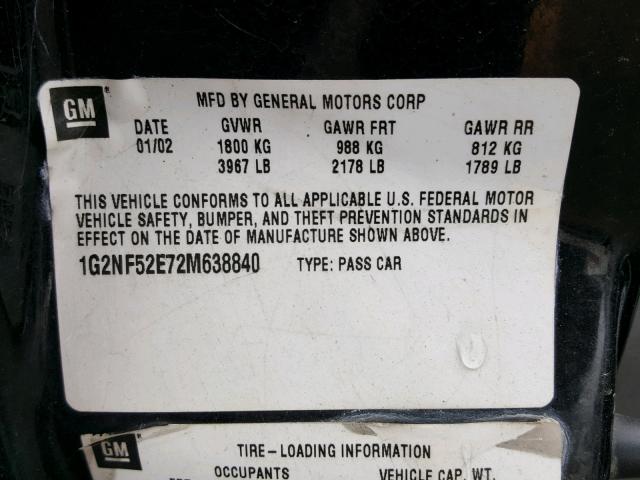 GM
MFD BY GENERAL MOTORS CORP
DATE GVWR GAWR FRT GAWR RR
01/02 1800 KG 988 KG 812 KG
3967 LB 2178 LB 1789 LB
THIS VEHICLE CONFORMS TO ALL APPLICABLE U.S. FEDERAL MOTOR
VEHICLE SAFETY, BUMPER, AND THEFT PREVENTION STANDARDS IN
EFFECT ON THE DATE OF MANUFACTURE SHOWN ABOVE.
1G2NF52E72M638840 TYPE: PASS CAR
GM
TIRE-LOADING INFORMATION
OCCUPANTS VEHICLE CAP. WT.